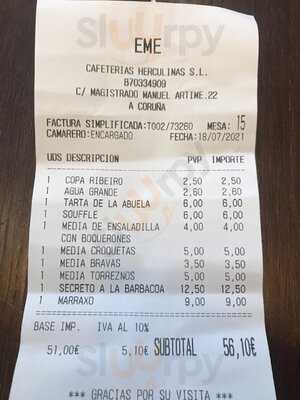 EME
CAFETERIAS HERCULINAS S.L.
B70334909
C/ MAGISTRADO MANUEL ARTIME.22
A CORUÑA
FACTURA SIMPLIFICADA:T002/73280 MESA: 15
CAMARERO:ENCARGADO FECHA:18/07/2021
UDS DESCRIPCION PVP IMPORTE
1 COPA RIBEIRO 2,50 2,50
1 AGUA GRANDE 2,60 2,60
1 TARTA DE LA ABUELA 6,00 6,00
1 SOUFFLE 6,00 6,00
1 MEDIA DE ENSALADILLA 4,00 4,00
CON BOQUERONES
1 MEDIA CROQUETAS 5,00 5,00
1 MEDIA BRAVAS 3,50 3,50
1 MEDIA TORREZNOS 5,00 5,00
1 SECRETO A LA BARBACOA 12,50 12,50
1 MARRAXO 9,00 9,00
BASE IMP. IVA AL 10%
51,00€ 5,10€ SUBTOTAL 56,10€
*** GRACIAS POR SU VISITA ***
Sluurpy
Sluurpy
Sluurpy